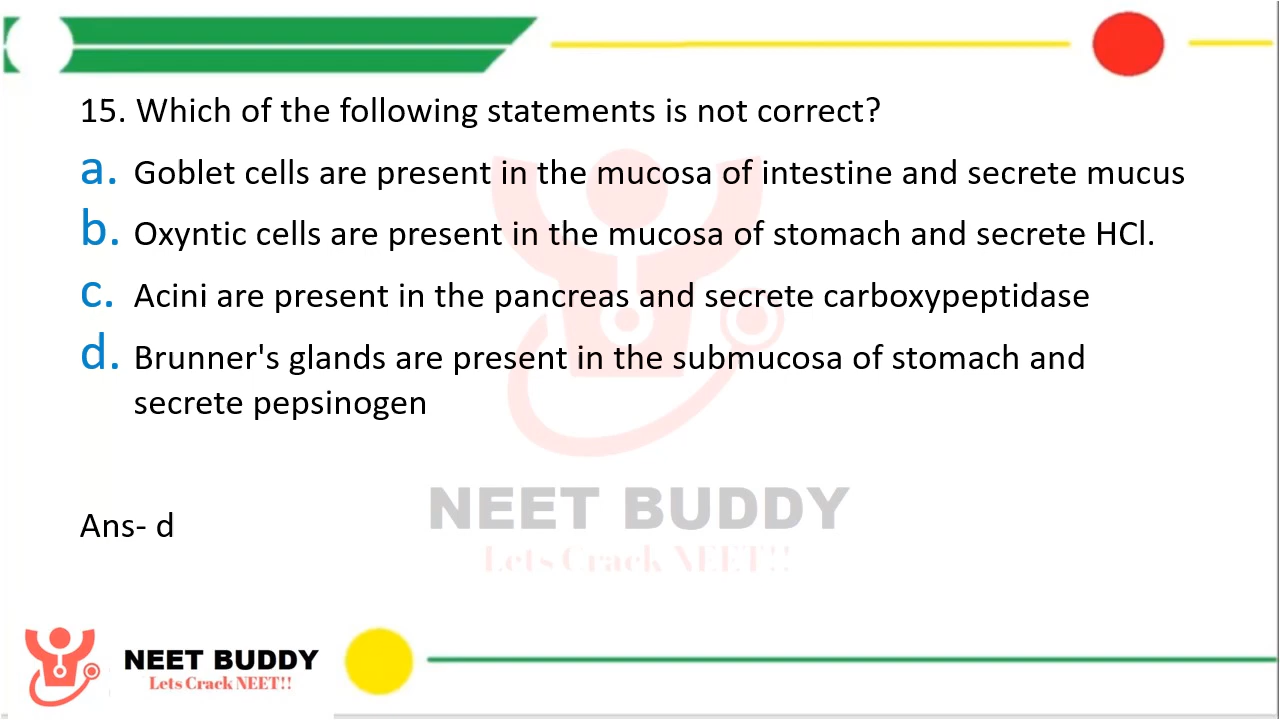 15. Which of the following statements is not correct?
a. Goblet cells are present in the mucosa of intestine and secrete mucus
b. Oxyntic cells are present in the mucosa of stomach and secrete HCl.
c. Acini are present in the pancreas and secrete carboxypeptidase
d. Brunner's glands are present in the submucosa of stomach and
secrete pepsinogen
NEET BUDDY
Ans- d
Lets Crack NEET!!
NEET BUDDY
Lets Crack NEET!!